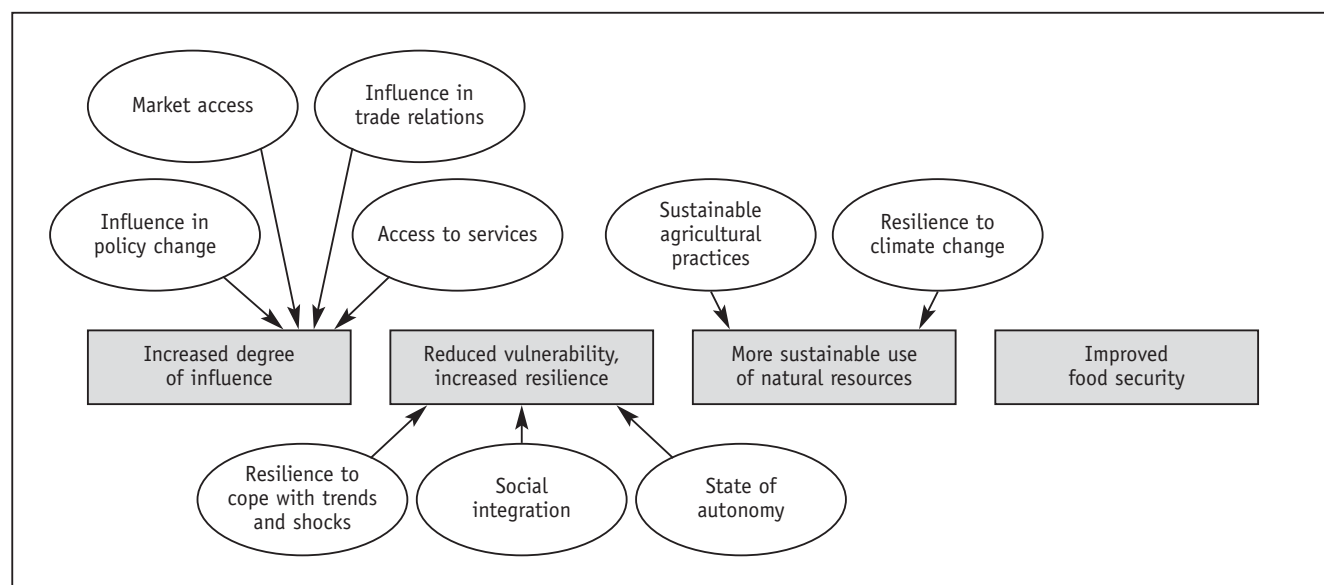 Market access
Influence in
trade relations
Influence in
policy change
Access to services
Sustainable
agricultural
practices
Resilience to
climate change
Increased degree
of influence
Reduced vulnerability,
increased resilience
More sustainable use
of natural resources
Improved
food security
Resilience to
cope with trends
and shocks
Social
integration
State of
autonomy